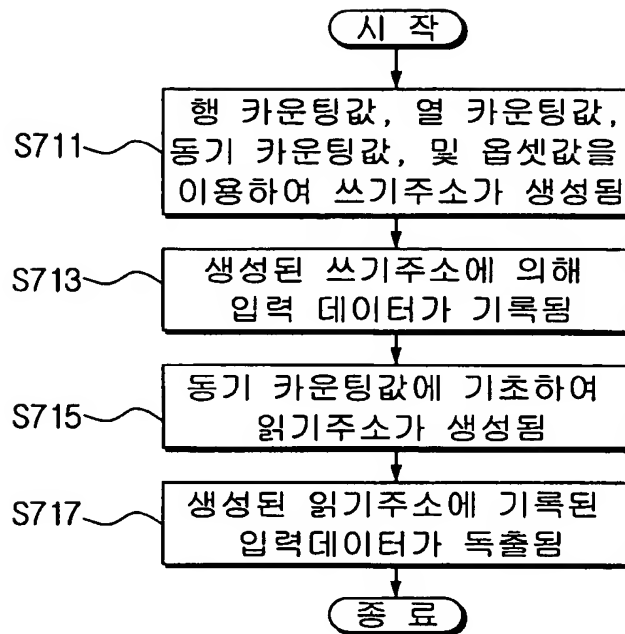 시 작
S711
행 카운팅값, 열 카운팅값,
동기 카운팅값, 및 옵셋값을
이용하여 쓰기주소가 생성됨
S713
생성된 쓰기주소에 의해
입력 데이터가 기록됨
S715
동기 카운팅값에 기초하여
읽기주소가 생성됨
S717
생성된 읽기주소에 기록된
입력데이터가 독출됨
종 료